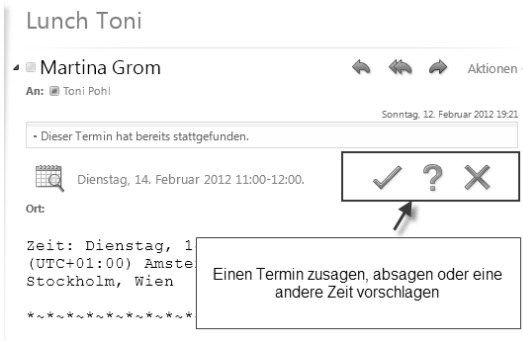 Lunch Toni
Martina Grom
Aktionen
An: Toni Pohl
Sonntag, 12. Februar 2012 19:21
• Dieser Termin hat bereits stattgefunden.
Dienstag, 14. Februar 2012 11:00-12:00.
?
Ort:
Zeit: Dienstag, 1
(UTC+01:00) Amste
Stockholm, Wien
*~*~*~*~*~*~*~*~*
Einen Termin zusagen, absagen oder eine
andere Zeit vorschlagen